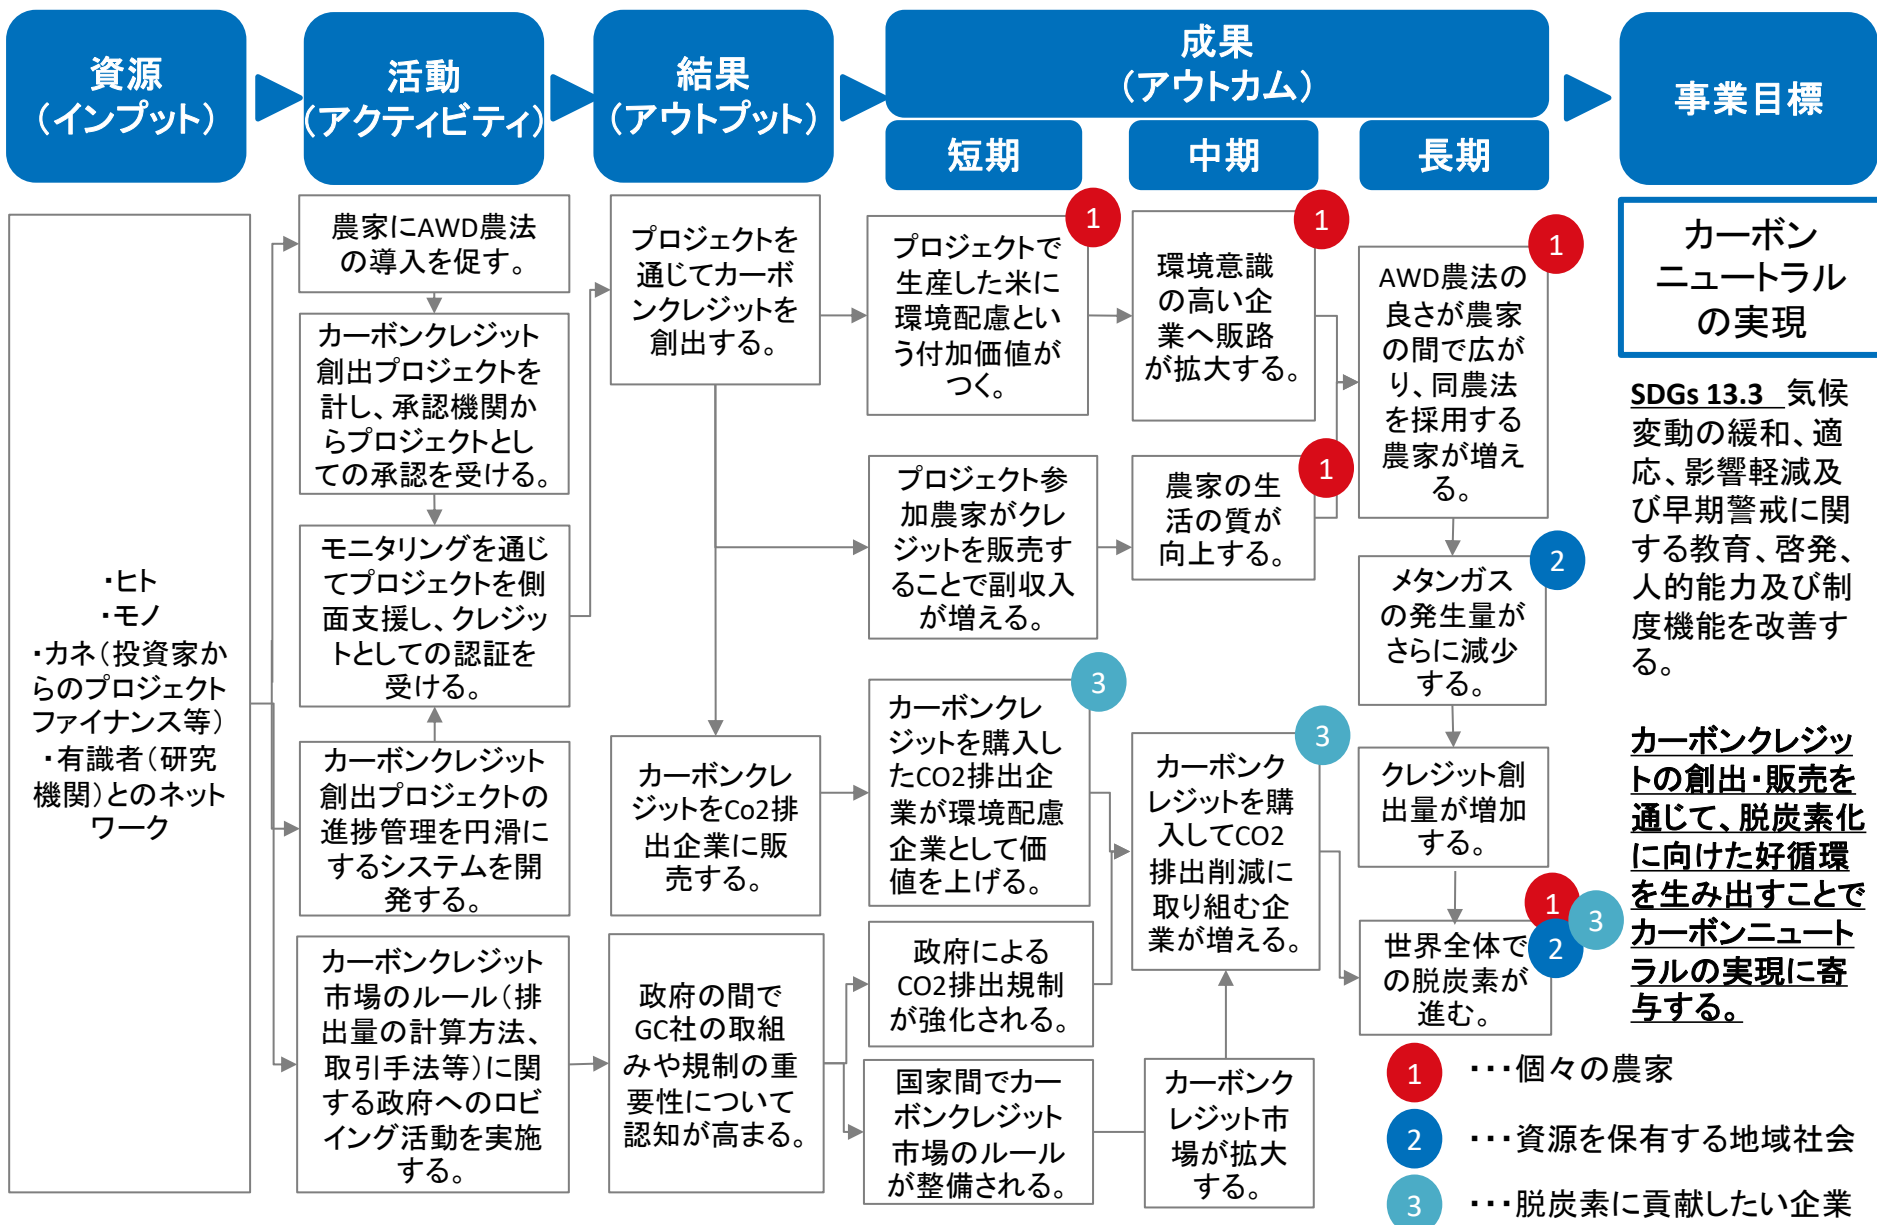 資源
（インプット）
活動
（アクティビティ）
結果
（アウトプット）
成果
（アウトカム）
短期
中期
長期
事業目標
・ヒト
・モノ
・カネ（投資家か
らのプロジェクト
ファイナンス等）
・有識者（研究
機関）とのネット
ワーク
農家にAWD農法
の導入を促す。
カーボンクレジット
創出プロジェクトを
計し、承認機関か
らプロジェクトとし
ての承認を受ける。
モニタリングを通じ
てプロジェクトを側
面支援し、クレジッ
トとしての認証を
受ける。
カーボンクレジット
創出プロジェクトの
進捗管理を円滑に
するシステムを開
発する。
カーボンクレジット
市場のルール（排
出量の計算方法、
取引手法等）に関
する政府へのロビ
イング活動を実施
する。
プロジェクトを
通じてカーボ
ンクレジットを
創出する。
カーボンクレ
ジットをCo2排
出企業に販
売する。
政府の間で
GC社の取組
みや規制の重
要性について
認知が高まる。
1
プロジェクトで
生産した米に
環境配慮とい
う付加価値が
つく。
プロジェクト参
加農家がクレ
ジットを販売す
ることで副収入
が増える。
3
カーボンクレ
ジットを購入し
たCO2排出企
業が環境配慮
企業として価
値を上げる。
政府による
CO2排出規制
が強化される。
国家間でカー
ボンクレジット
市場のルール
が整備される。
1
環境意識
の高い企
業へ販路
が拡大する。
1
農家の生
活の質が
向上する。
3
カーボンク
レジットを購
入してCO2
排出削減に
取り組む企
業が増える。
カーボンク
レジット市
場が拡大
する。
1
AWD農法の
良さが農家
の間で広が
り、同農法
を採用する
農家が増え
る。
2
メタンガス
の発生量が
さらに減少
する。
クレジット創
出量が増加
する。
1
3
2
世界全体で
の脱炭素が
進む。
カーボン
ニュートラル
の実現
SDGs 13.3 気候
変動の緩和、適
応、影響軽減及
び早期警戒に関
する教育、啓発、
人的能力及び制
度機能を改善す
る。
カーボンクレジッ
トの創出・販売を
通じて、脱炭素化
に向けた好循環
を生み出すことで
カーボンニュート
ラルの実現に寄
与する。
1 ・・・個々の農家
2 ・・・資源を保有する地域社会
3 ・・・脱炭素に貢献したい企業